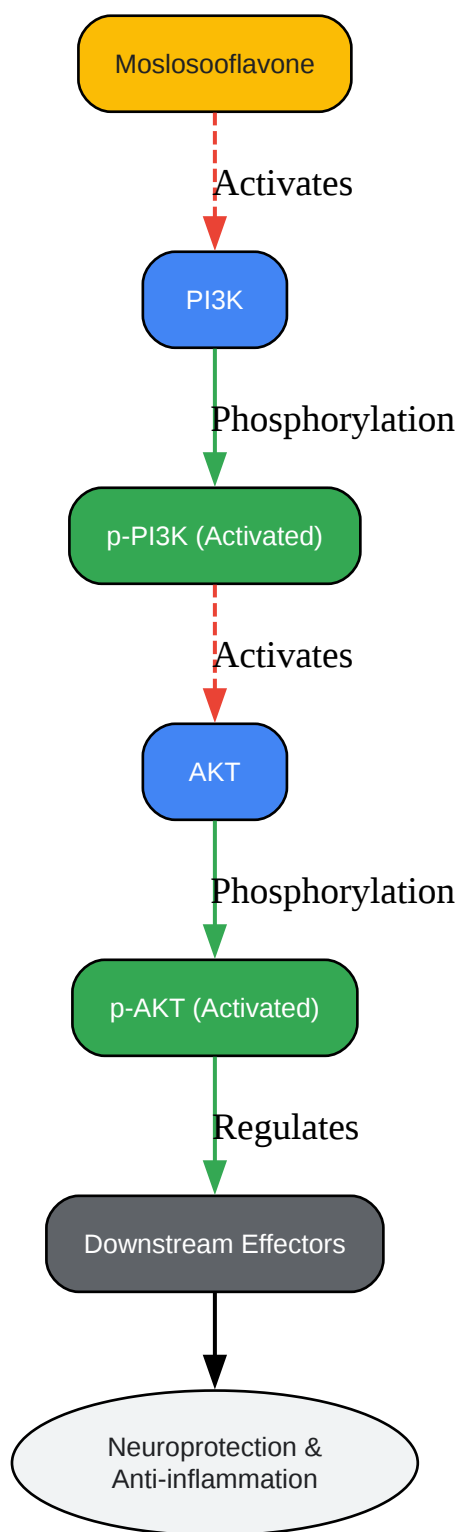 Moslosooflavone
Activates
PI3K
Phosphorylation
p-PI3K (Activated)
Activates
AKT
Phosphorylation
p-AKT (Activated)
Regulates
Downstream Effectors
Neuroprotection &
Anti-inflammation